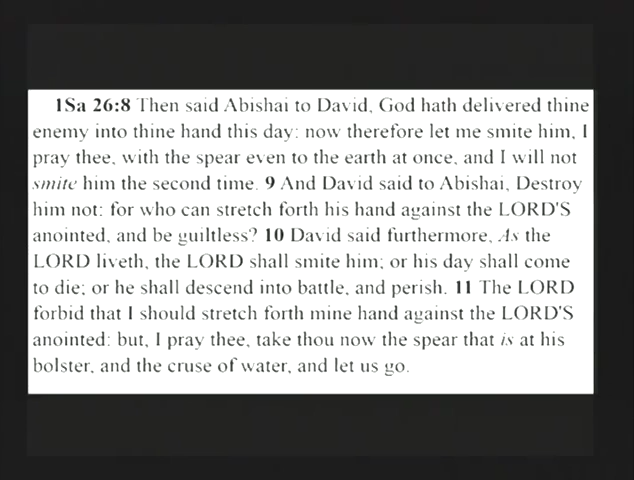 1Sa 26:8 Then said Abishai to David, God hath delivered thine
enemy into thine hand this day: now therefore let me smite him, I
pray thee, with the spear even to the earth at once, and I will not
smite him the second time. 9 And David said to Abishai, Destroy
him not: for who can stretch forth his hand against the LORD'S
anointed, and be guiltless? 10 David said furthermore, As the
LORD liveth, the LORD shall smite him; or his day shall come
to die; or he shall descend into battle, and perish. 11 The LORD
forbid that I should stretch forth mine hand against the LORD'S
anointed: but, I pray thee, take thou now the spear that is at his
bolster, and the cruse of water, and let us go.